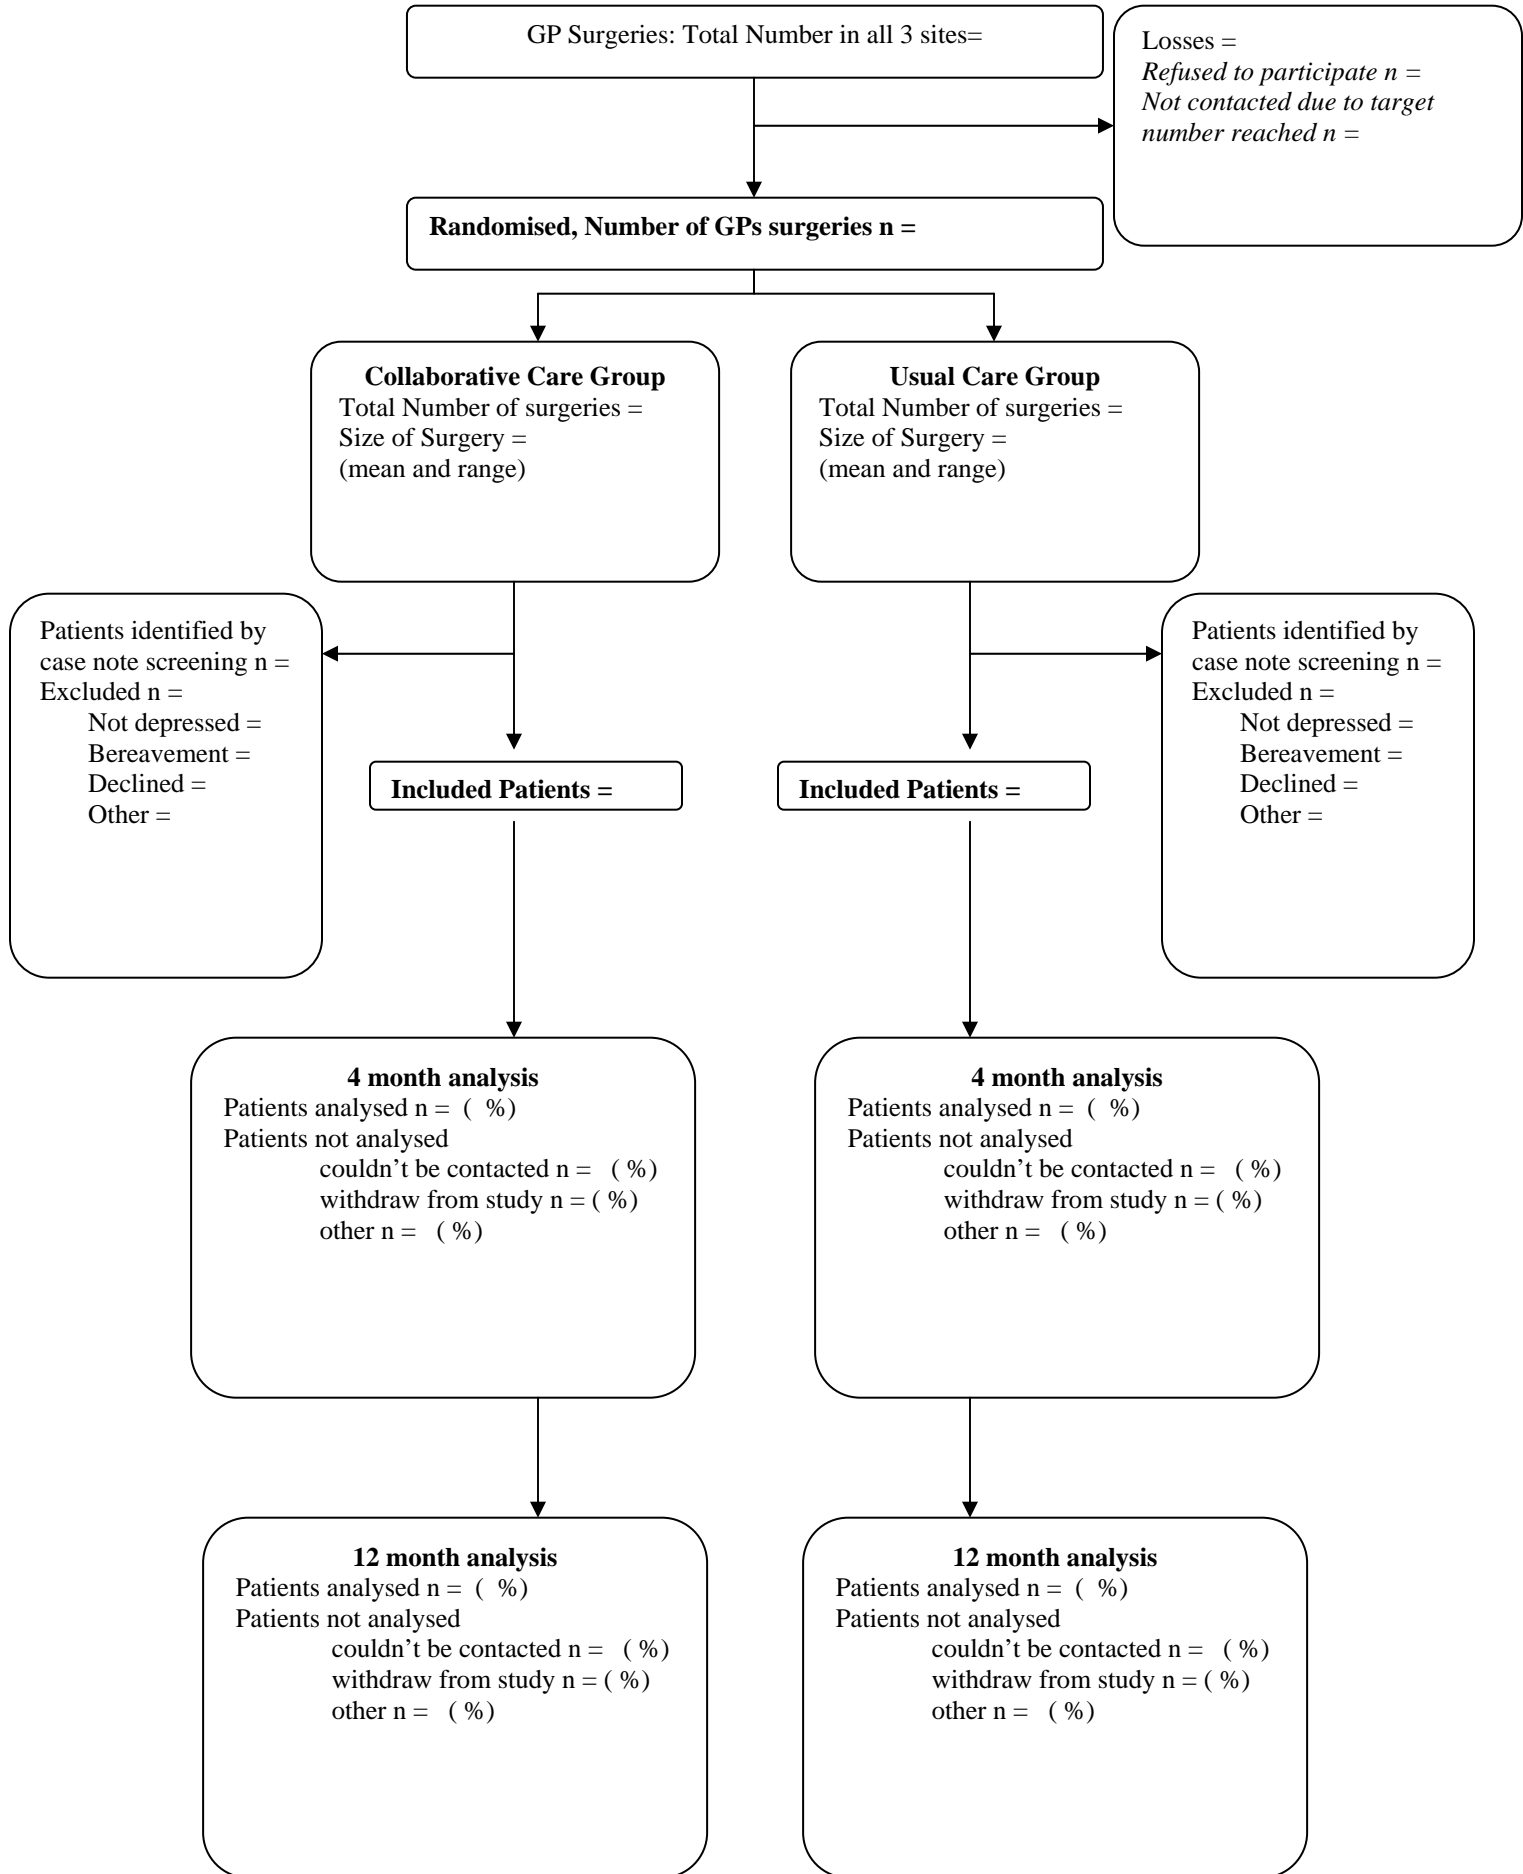 GP Surgeries: Total Number in all 3 sites=
Losses =
Refused to participate n =
Not contacted due to target
number reached n =
Randomised, Number of GPs surgeries n =
Collaborative Care Group
Total Number of surgeries =
Size of Surgery =
(mean and range)
Usual Care Group
Total Number of surgeries =
Size of Surgery =
(mean and range)
Patients identified by
case note screening n =
Excluded n =
Not depressed =
Bereavement =
Declined =
Other =
Patients identified by
case note screening n =
Excluded n =
Not depressed =
Bereavement =
Declined =
Other =
Included Patients =
Included Patients =
4 month analysis
Patients analysed n = ( %)
Patients not analysed
couldn’t be contacted n = ( %)
withdraw from study n = ( %)
other n = ( %)
4 month analysis
Patients analysed n = ( %)
Patients not analysed
couldn’t be contacted n = ( %)
withdraw from study n = ( %)
other n = ( %)
12 month analysis
Patients analysed n = ( %)
Patients not analysed
couldn’t be contacted n = ( %)
withdraw from study n = ( %)
other n = ( %)
12 month analysis
Patients analysed n = ( %)
Patients not analysed
couldn’t be contacted n = ( %)
withdraw from study n = ( %)
other n = ( %)